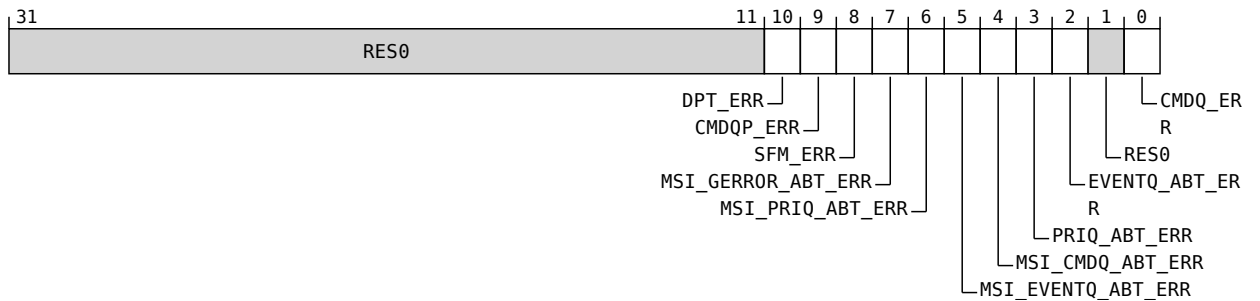 31 11 10 9 8 7 6 5 4 3 2 1 0
RES0
DPT_ERR CMDQ_ER
CMDQP_ERR R
SFM_ERR RES0
MSI_GERROR_ABT_ERR EVENTQ_ABT_ER
MSI_PRIQ_ABT_ERR R
PRIQ_ABT_ERR
MSI_CMDQ_ABT_ERR
MSI_EVENTQ_ABT_ERR